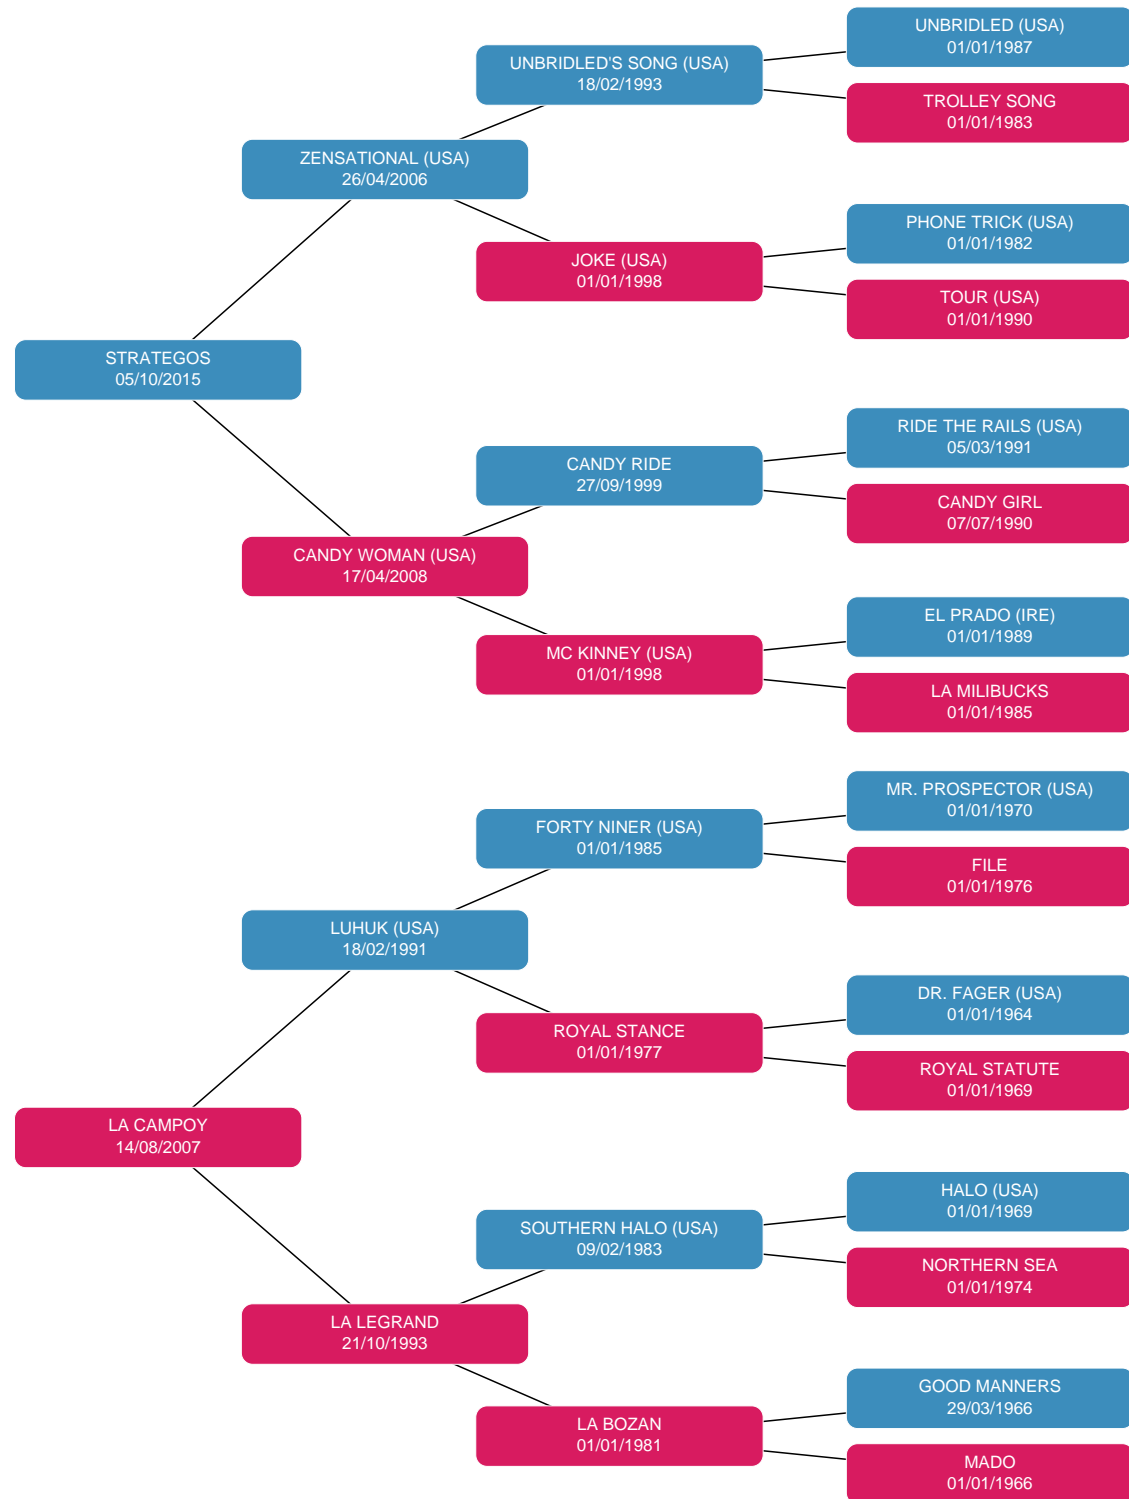 UNBRIDLED (USA)
01/01/1987
UNBRIDLED'S SONG (USA)
18/02/1993
TROLLEY SONG
01/01/1983
ZENSATIONAL (USA)
26/04/2006
PHONE TRICK (USA)
01/01/1982
JOKE (USA)
01/01/1998
TOUR (USA)
01/01/1990
STRATEGOS
05/10/2015
RIDE THE RAILS (USA)
05/03/1991
CANDY RIDE
27/09/1999
CANDY GIRL
07/07/1990
CANDY WOMAN (USA)
17/04/2008
EL PRADO (IRE)
01/01/1989
MC KINNEY (USA)
01/01/1998
LA MILIBUCKS
01/01/1985
MR. PROSPECTOR (USA)
01/01/1970
FORTY NINER (USA)
01/01/1985
FILE
01/01/1976
LUHUK (USA)
18/02/1991
DR. FAGER (USA)
01/01/1964
ROYAL STANCE
01/01/1977
ROYAL STATUTE
01/01/1969
LA CAMPOY
14/08/2007
HALO (USA)
01/01/1969
SOUTHERN HALO (USA)
09/02/1983
NORTHERN SEA
01/01/1974
LA LEGRAND
21/10/1993
GOOD MANNERS
29/03/1966
LA BOZAN
01/01/1981
MADO
01/01/1966